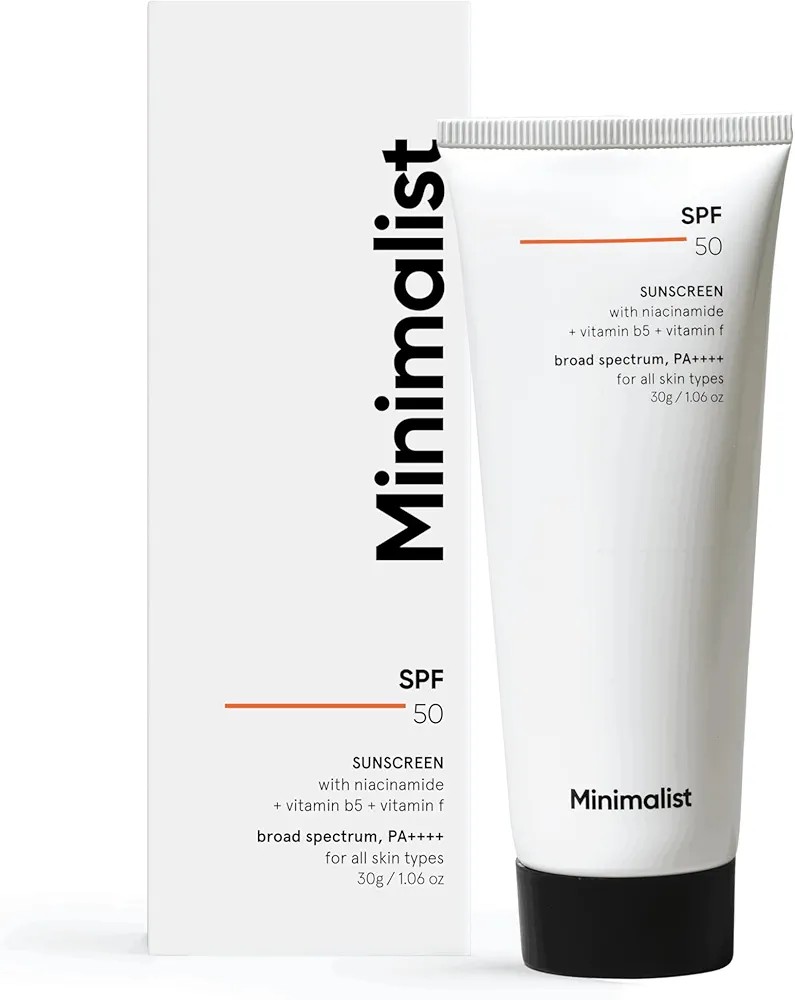 Minimalist
SPF
50
SUNSCREEN
with niacinamide
+ vitamin b5 + vitamin f
broad spectrum, PA++++
for all skin types
30g / 1.06 oz
SPF
50
SUNSCREEN
with niacinamide
+ vitamin b5 + vitamin f
broad spectrum, PA++++
for all skin types
30g / 1.06 oz
Minimalist